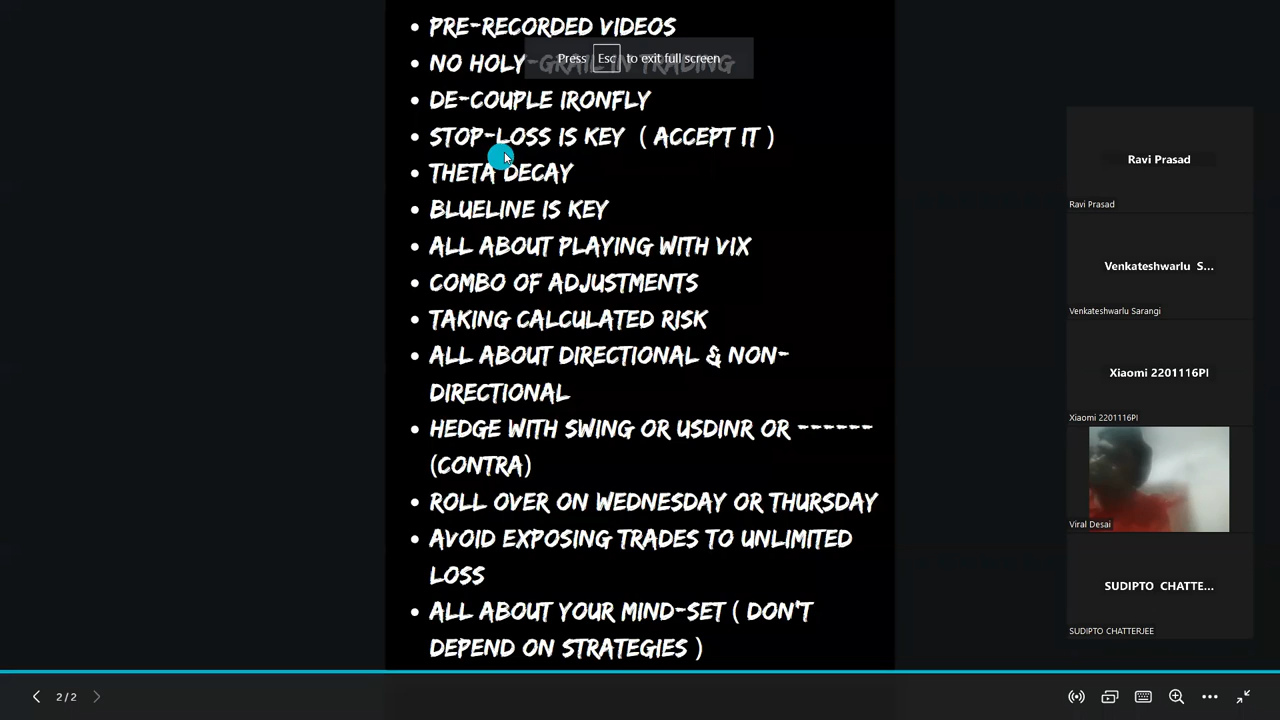 PRE-RECORDED VIDEOS
NO HOLY-GRAIL IN TRADING
Press Esc to exit full screen
DE-COUPLE IRONFLY
STOP-LOSS IS KEY ( ACCEPT IT )
THETA DECAY
BLUELINE IS KEY
ALL ABOUT PLAYING WITH VIX
COMBO OF ADJUSTMENTS
TAKING CALCULATED RISK
ALL ABOUT DIRECTIONAL & NON-
DIRECTIONAL
HEDGE WITH SWING OR USDINR OR ------
(CONTRA)
ROLL OVER ON WEDNESDAY OR THURSDAY
AVOID EXPOSING TRADES TO UNLIMITED
LOSS
ALL ABOUT YOUR MIND-SET ( DON'T
DEPEND ON STRATEGIES )
Ravi Prasad
Ravi Prasad
Venkateshwarlu S...
Venkateshwarlu Sarangi
Xiaomi 2201116PI
Xiaomi 2201116PI
Viral Desai
SUDIPTO CHATTE...
SUDIPTO CHATTERJEE
2/2